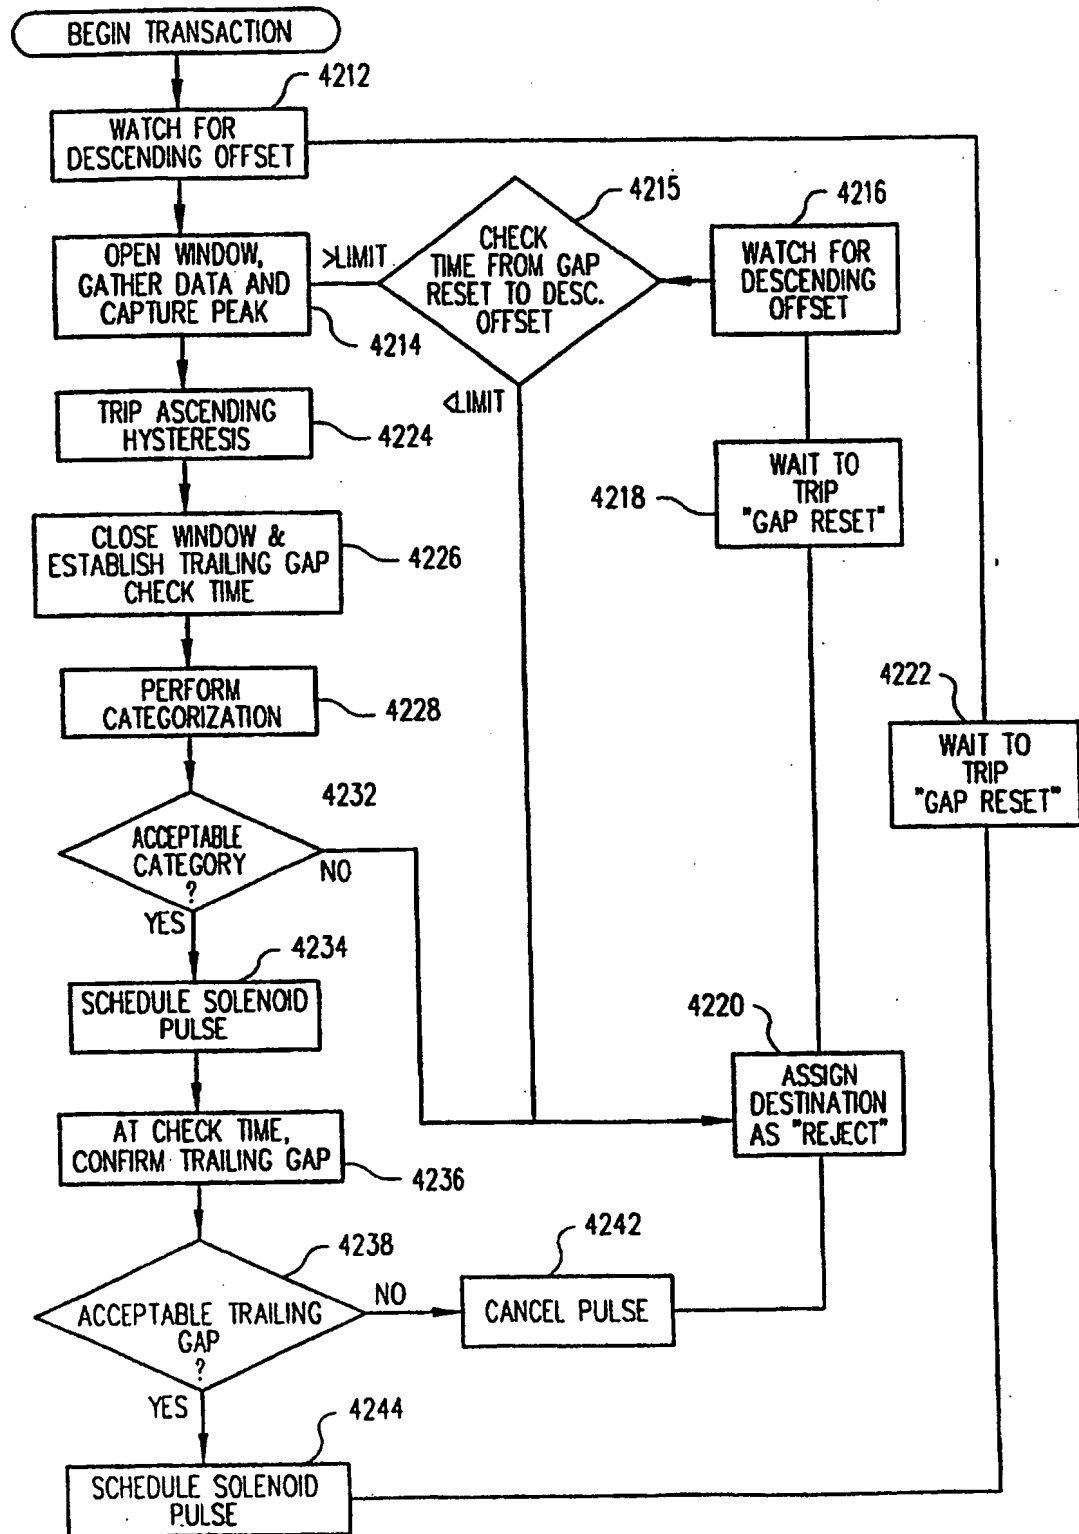 BEGIN TRANSACTION
4212
WATCH FOR
DESCENDING OFFSET
4215
4216
CHECK
TIME FROM GAP
RESET TO DESC.
OFFSET
>LIMIT
<LIMIT
WATCH FOR
DESCENDING
OFFSET
OPEN WINDOW,
GATHER DATA AND
CAPTURE PEAK
4214
TRIP ASCENDING
HYSTERESIS
4224
4218
WAIT TO
TRIP
"GAP RESET"
CLOSE WINDOW &
ESTABLISH TRAILING GAP
CHECK TIME
4226
PERFORM
CATEGORIZATION
4228
4222
WAIT TO
TRIP
"GAP RESET"
4232
ACCEPTABLE
CATEGORY
?
NO
YES
4234
SCHEDULE SOLENOID
PULSE
4220
ASSIGN
DESTINATION
AS "REJECT"
AT CHECK TIME,
CONFIRM TRAILING GAP
4236
4238
ACCEPTABLE TRAILING
GAP
?
NO
YES
4242
CANCEL PULSE
4244
SCHEDULE SOLENOID
PULSE